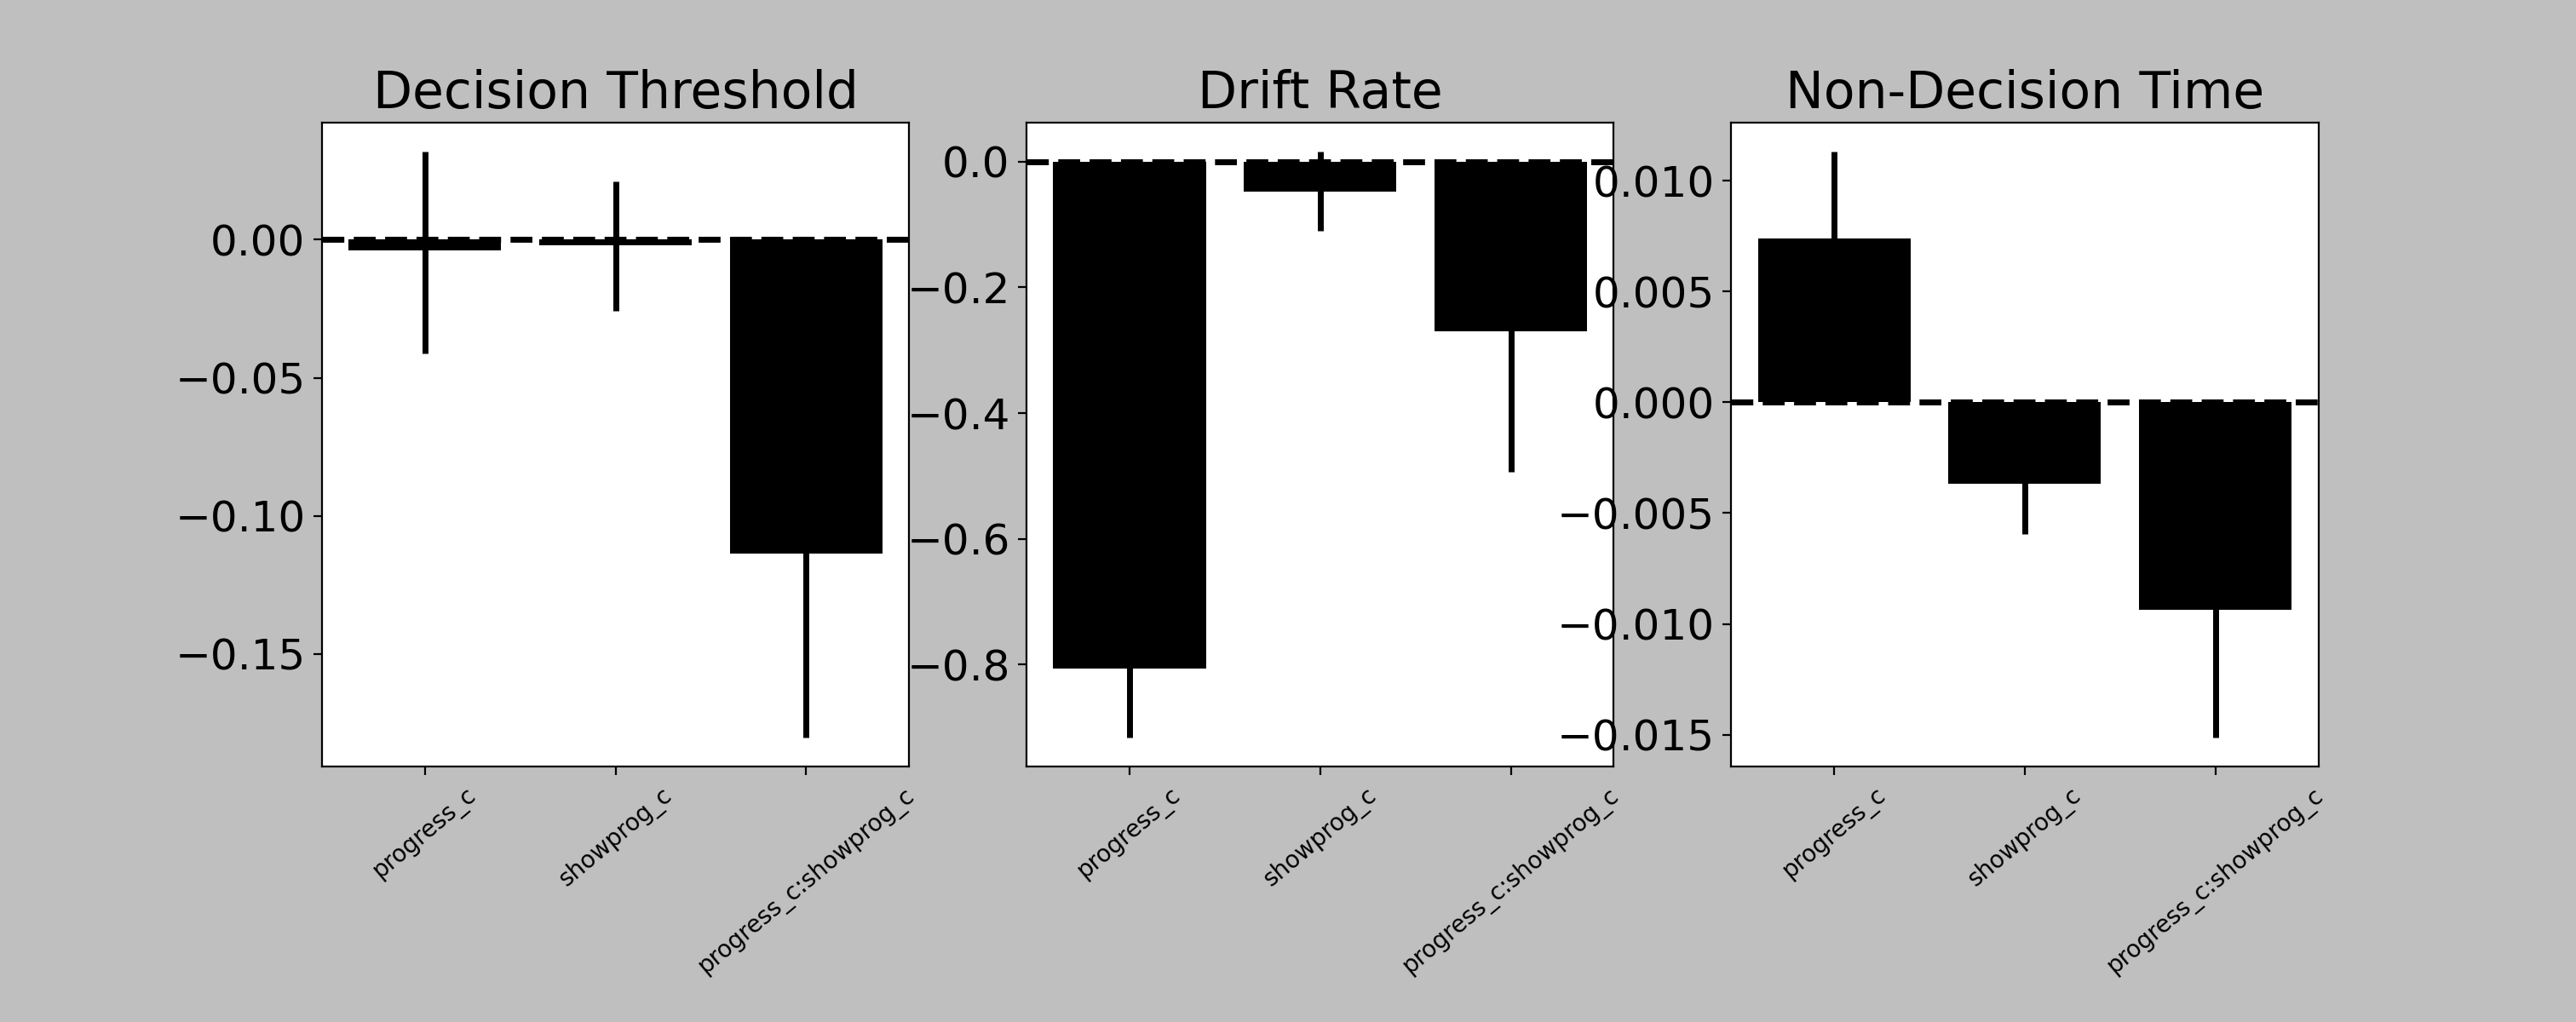 Decision Threshold
0.00
−0.05
−0.10
−0.15
progress_c
showprog_c
progress_c:showprog_c
Drift Rate
0.0
−0.2
−0.4
−0.6
−0.8
progress_c
showprog_c
progress_c:showprog_c
Non-Decision Time
0.010
0.005
0.000
−0.005
−0.010
−0.015
progress_c
showprog_c
progress_c:showprog_c